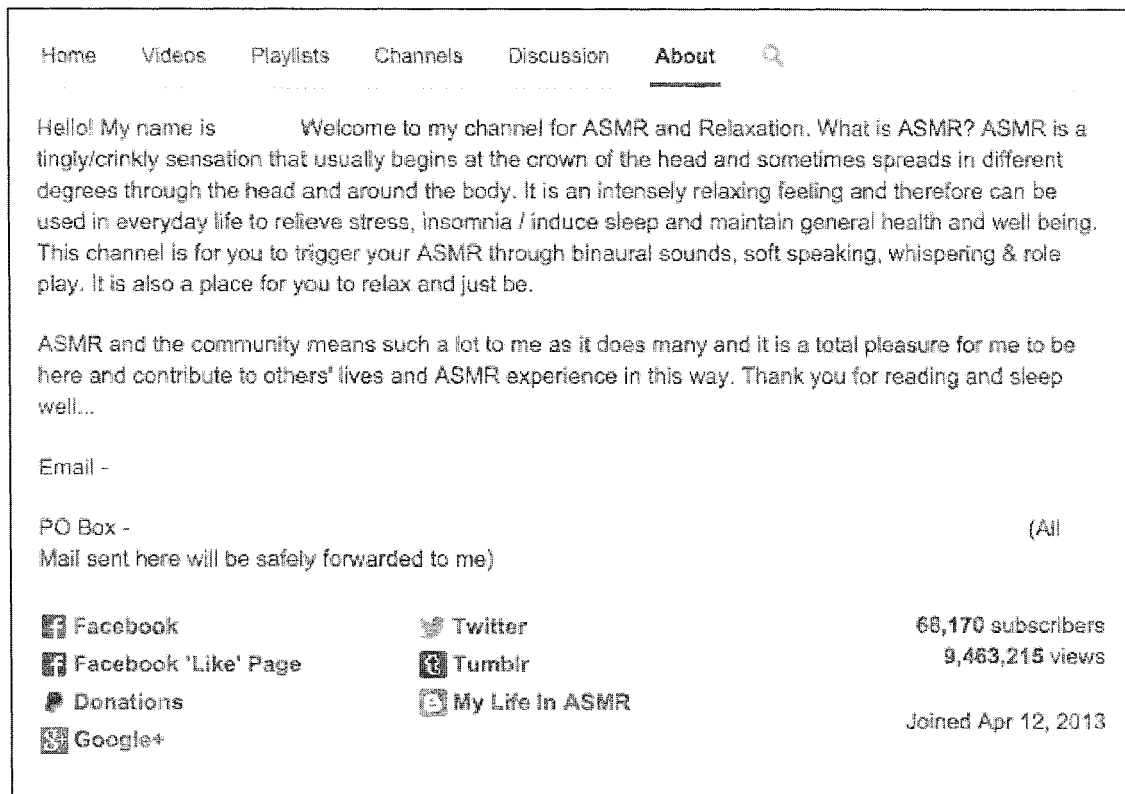 Home Videos Playlists Channels Discussion About
Hello! My name is Welcome to my channel for ASMR and Relaxation. What is ASMR? ASMR is a
tingly/crinkly sensation that usually begins at the crown of the head and sometimes spreads in different
degrees through the head and around the body. It is an intensely relaxing feeling and therefore can be
used in everyday life to relieve stress, insomnia / induce sleep and maintain general health and well being.
This channel is for you to trigger your ASMR through binaural sounds, soft speaking, whispering & role
play. It is also a place for you to relax and just be.
ASMR and the community means such a lot to me as it does many and it is a total pleasure for me to be
here and contribute to others' lives and ASMR experience in this way. Thank you for reading and sleep
well...
Email -
PO Box - (All
Mail sent here will be safely forwarded to me)
Facebook Twitter 66,170 subscribers
Facebook 'Like' Page Tumblr 9,463,215 views
Donations My Life In ASMR
Google+ Joined Apr 12, 2013